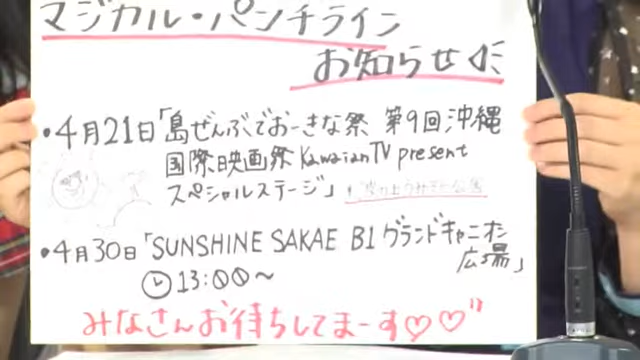 マジカル・パンチライン
お知らせ
・4月21日「島ぜんぶでおーきな祭 第9回沖縄
国際映画祭 KawaianTV present
スペシャルステージ」
・4月30日「SUNSHINE SAKAE B1 グランドキャニオン
広場」
13:00〜
みなさんお待ちしてまーす♡♡